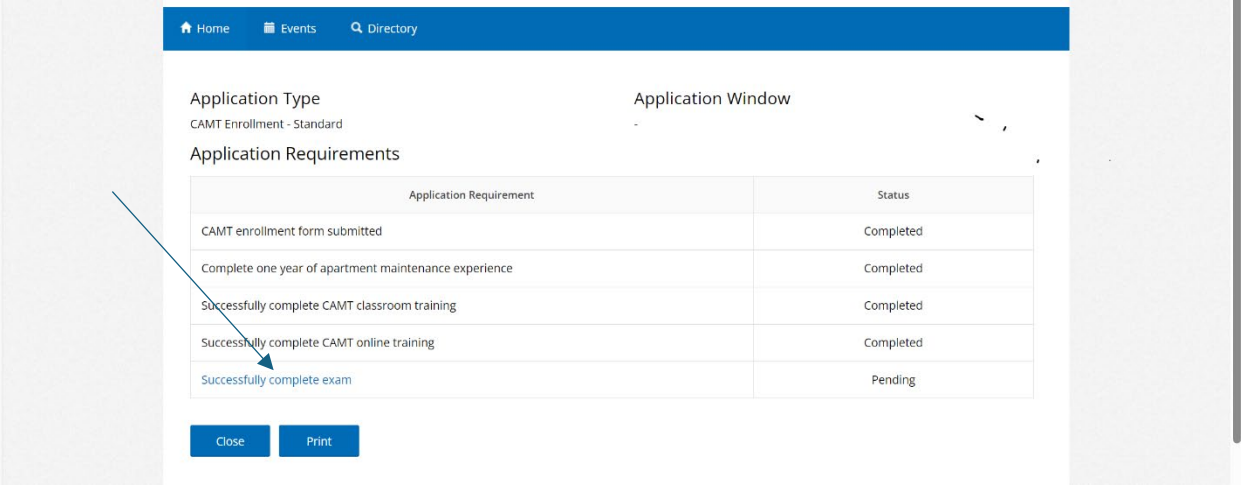 Home Events Directory
Application Type Application Window
CAMT Enrollment - Standard -
Application Requirements
Application Requirement Status
CAMT enrollment form submitted Completed
Complete one year of apartment maintenance experience Completed
Successfully complete CAMT classroom training Completed
Successfully complete CAMT online training Completed
Successfully complete exam Pending
Close Print